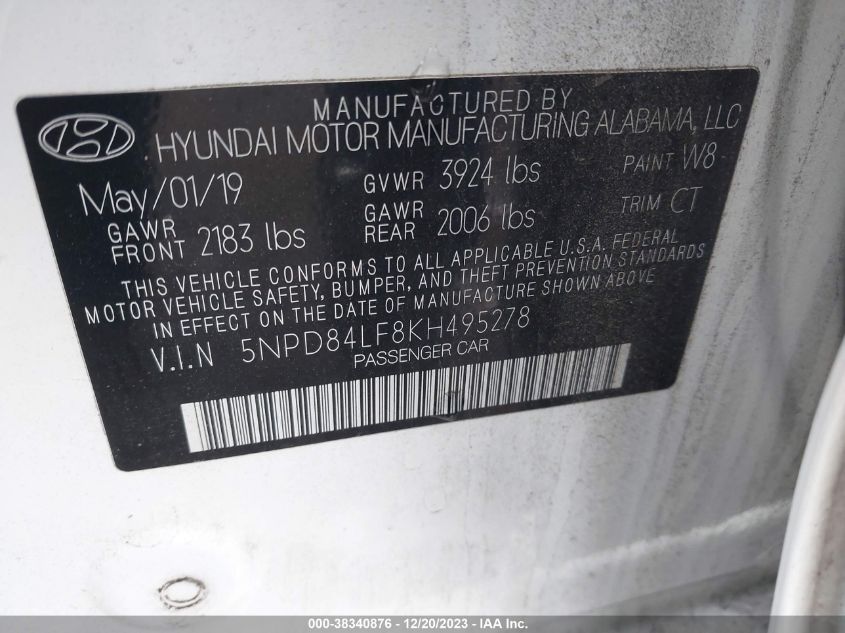 MANUFACTURED BY
HYUNDAI MOTOR MANUFACTURING ALABAMA, LLC
May/01/19 GVWR 3924 lbs PAINT W8
GAWR FRONT 2183 lbs GAWR REAR 2006 lbs TRIM CT
THIS VEHICLE CONFORMS TO ALL APPLICABLE U.S.A. FEDERAL
MOTOR VEHICLE SAFETY, BUMPER, AND THEFT PREVENTION STANDARDS
IN EFFECT ON THE DATE OF MANUFACTURE SHOWN ABOVE
V.I.N 5NPD84LF8KH495278
PASSENGER CAR
000-38340876 - 12/20/2023 - IAA Inc.